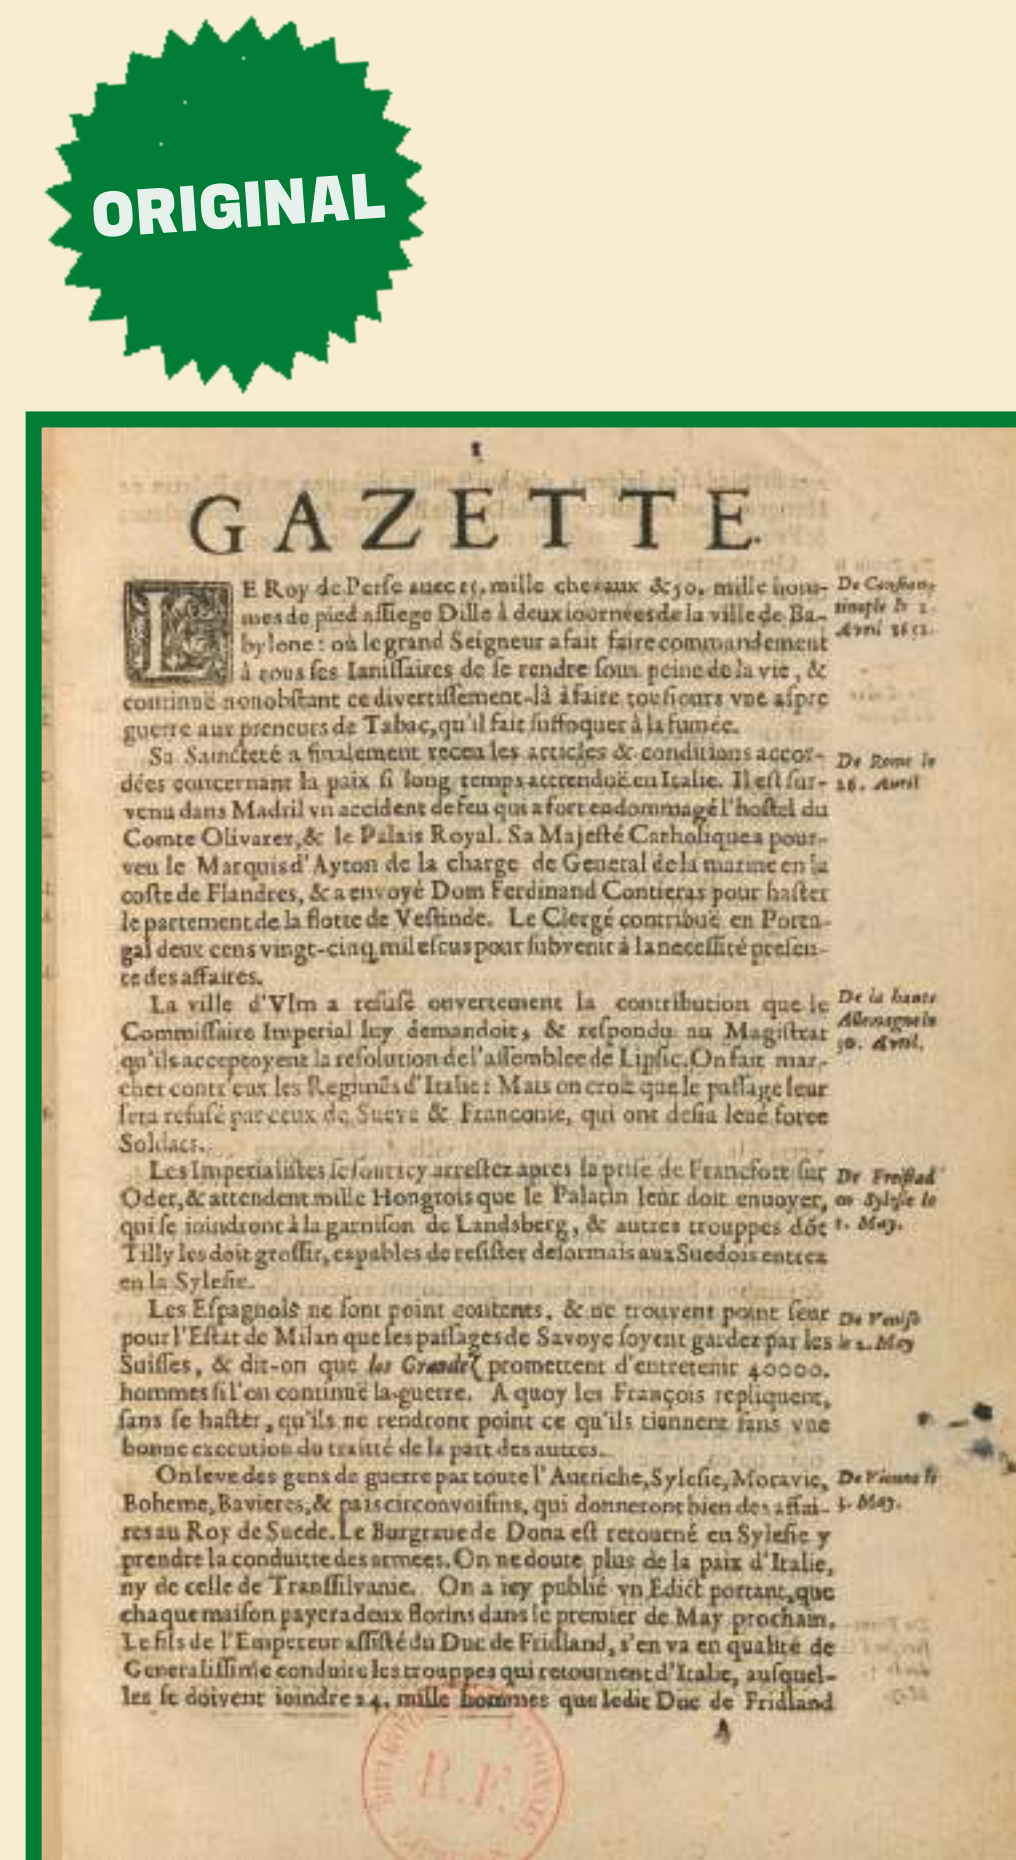 ORIGINAL
1
GAZETTE.
LE Roy de Perse auec 15. mille chevaux & 50. mille hom-
mes de pied assiege Dille à deux iournées de la ville de Ba-
bylone: où le grand Seigneur a fait faire commandement
à tous ses Ianissaires de se rendre sous peine de la vie, &
continuë nonobstant ce divertissement-là à faire tousiours vne aspre
guerre aux preneurs de Tabac, qu'il fait suffoquer à la fumée.
De Constan-
tinople le 2.
Avril 1631.
Sa Saincteté a finalement receu les articles & conditions accor-
dées concernant la paix si long temps attenduë en Italie. Il est sur-
venu dans Madril vn accident de feu qui a fort endommagé l'hostel du
Comte Olivarez, & le Palais Royal. Sa Majesté Catholique a pour-
veu le Marquis d'Ayton de la charge de General de la marine en la
coste de Flandres, & a envoyé Dom Ferdinand Contieras pour haster
le partement de la flotte de Vestinde. Le Clergé contribuë en Portu-
gal deux cens vingt-cinq mil escus pour subvenir à la necessité presen-
te des affaires.
De Rome le
26. Avril
La ville d'Vlm a refusé ouvertement la contribution que le
Commissaire Imperial luy demandoit, & respondu au Magistrat
qu'ils acceptoyent la resolution de l'assemblee de Lipsic. On fait mar-
cher contr'eux les Regimēs d'Italie: Mais on croit que le passage leur
sera refusé par ceux de Sueve & Franconie, qui ont desia leué force
Soldats.
De la haute
Allemagne le
30. Avril.
Les Imperialistes se sont icy arrestez apres la prise de Francfort sur
Oder, & attendent mille Hongrois que le Palatin leur doit enuoyer,
qui se ioindront à la garnison de Landsberg, & autres trouppes dōt
Tilly les doit grossir, capables de resister desormais aux Suedois entrez
en la Sylesie.
De Freistad
en Sylesie le
1. May.
Les Espagnols ne sont point contents, & ne trouvent point seur
pour l'Estat de Milan que les passages de Savoye soyent gardez par les
Suisses, & dit-on que los Grandez promettent d'entretenir 40000.
hommes si l'on continuë la guerre. A quoy les François repliquent,
sans se haster, qu'ils ne rendront point ce qu'ils tiennent sans vne
bonne execution du traitté de la part des autres.
De Venise
le 2. May
On leve des gens de guerre par toute l'Autriche, Sylesie, Moravie,
Boheme, Bavieres, & païs circonvoisins, qui donneront bien des affai-
res au Roy de Suede. Le Burgraue de Dona est retourné en Sylesie y
prendre la conduitte des armees. On ne doute plus de la paix d'Italie,
ny de celle de Transsilvanie. On a icy publié vn Edict portant, que
chaque maison payera deux florins dans le premier de May prochain.
Le fils de l'Empereur assisté du Duc de Fridland, s'en va en qualité de
Generalissime conduire les trouppes qui retournent d'Italie, ausquel-
les se doivent ioindre 24. mille hommes que ledit Duc de Fridland
De Vienne le
3. May.
A
R.F.